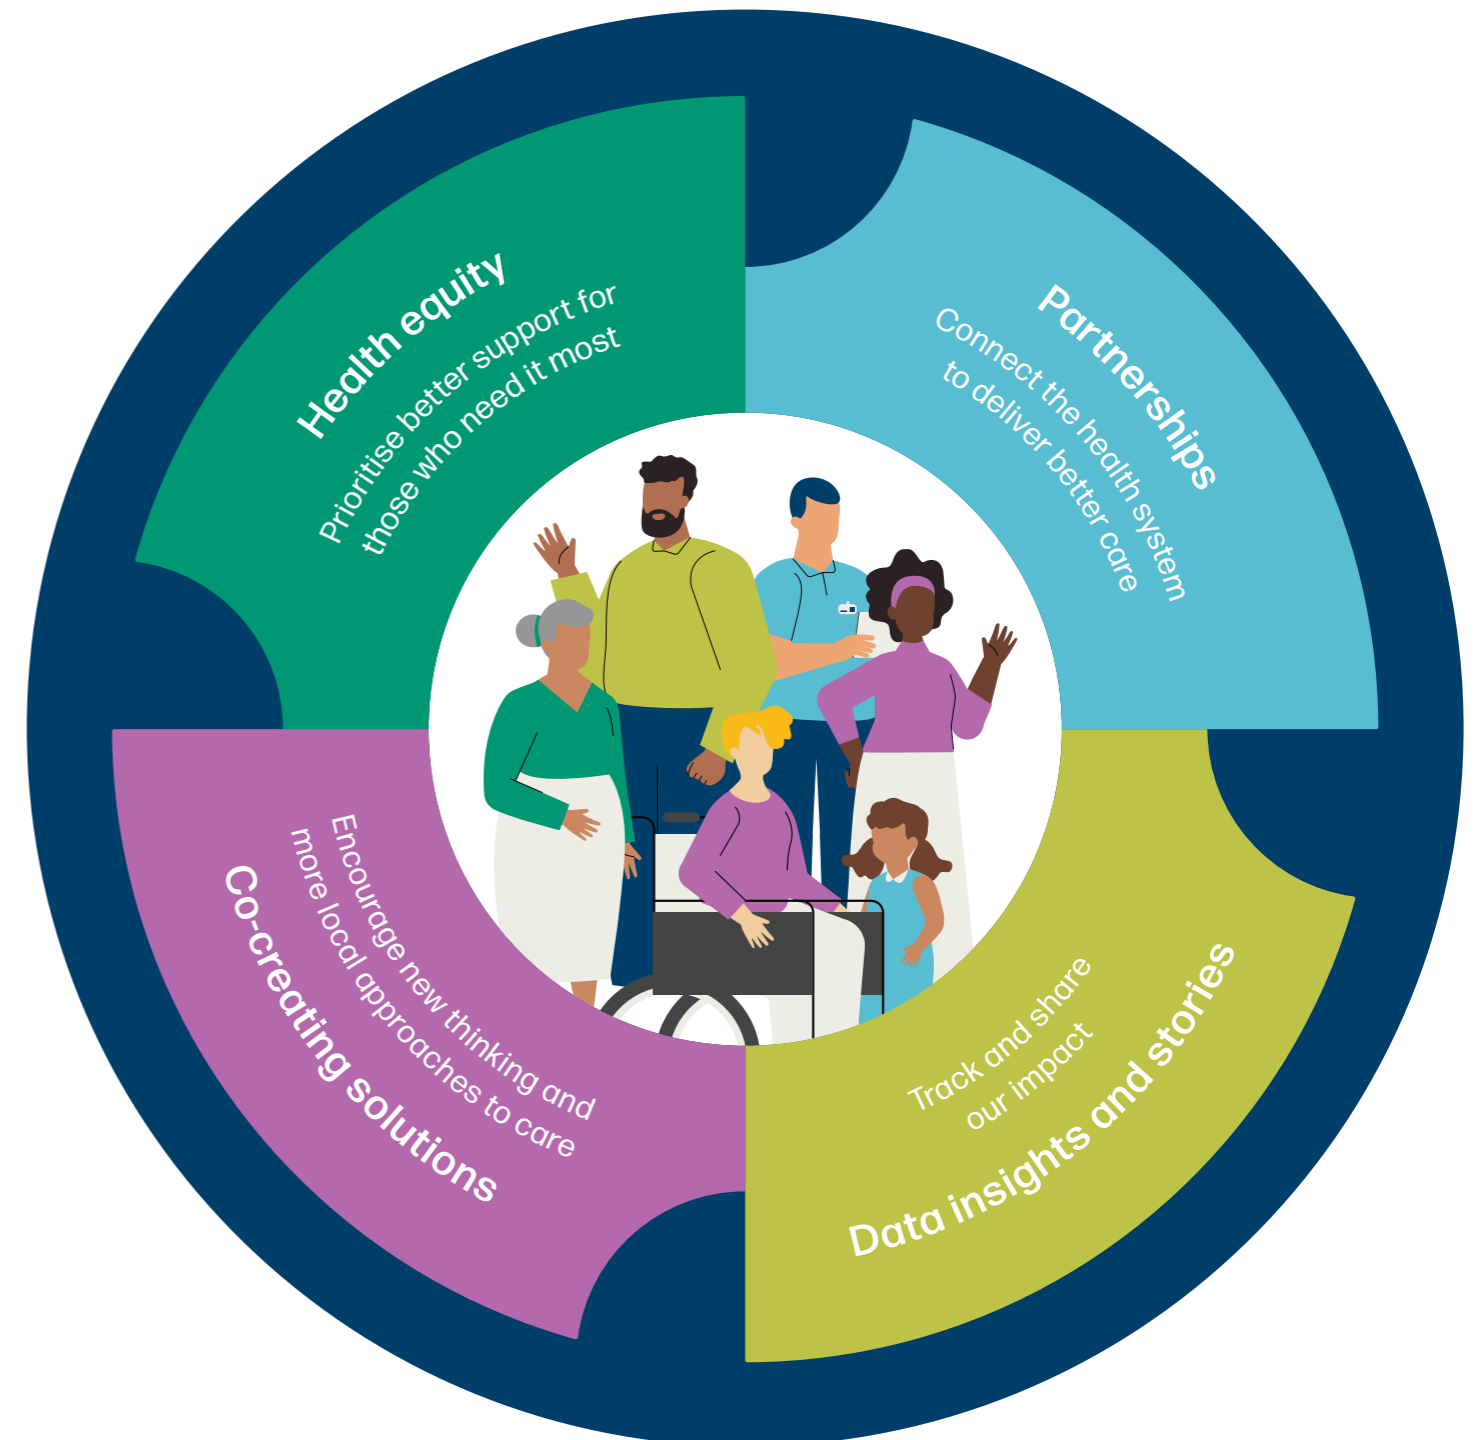 Health equity
Prioritise better support for
those who need it most
Partnerships
Connect the health system
to deliver better care
Encourage new thinking and
more local approaches to care
Co-creating solutions
Track and share
our impact
Data insights and stories